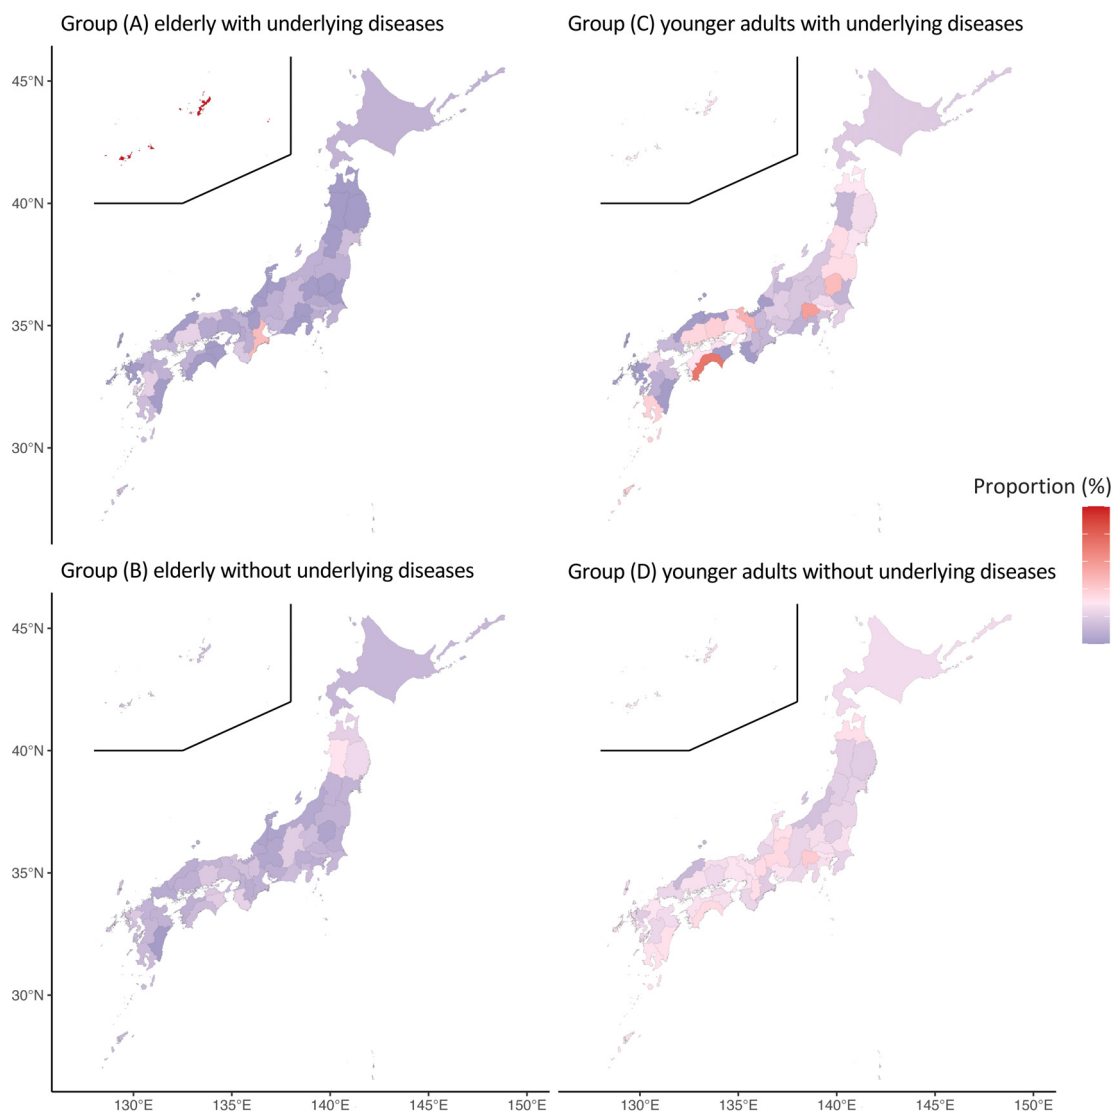 Group (A) elderly with underlying diseases
Group (C) younger adults with underlying diseases
45°N
40°N
35°N
30°N
Proportion (%)
Group (B) elderly without underlying diseases
Group (D) younger adults without underlying diseases
45°N
40°N
35°N
30°N
130°E 135°E 140°E 145°E 150°E
130°E 135°E 140°E 145°E 150°E